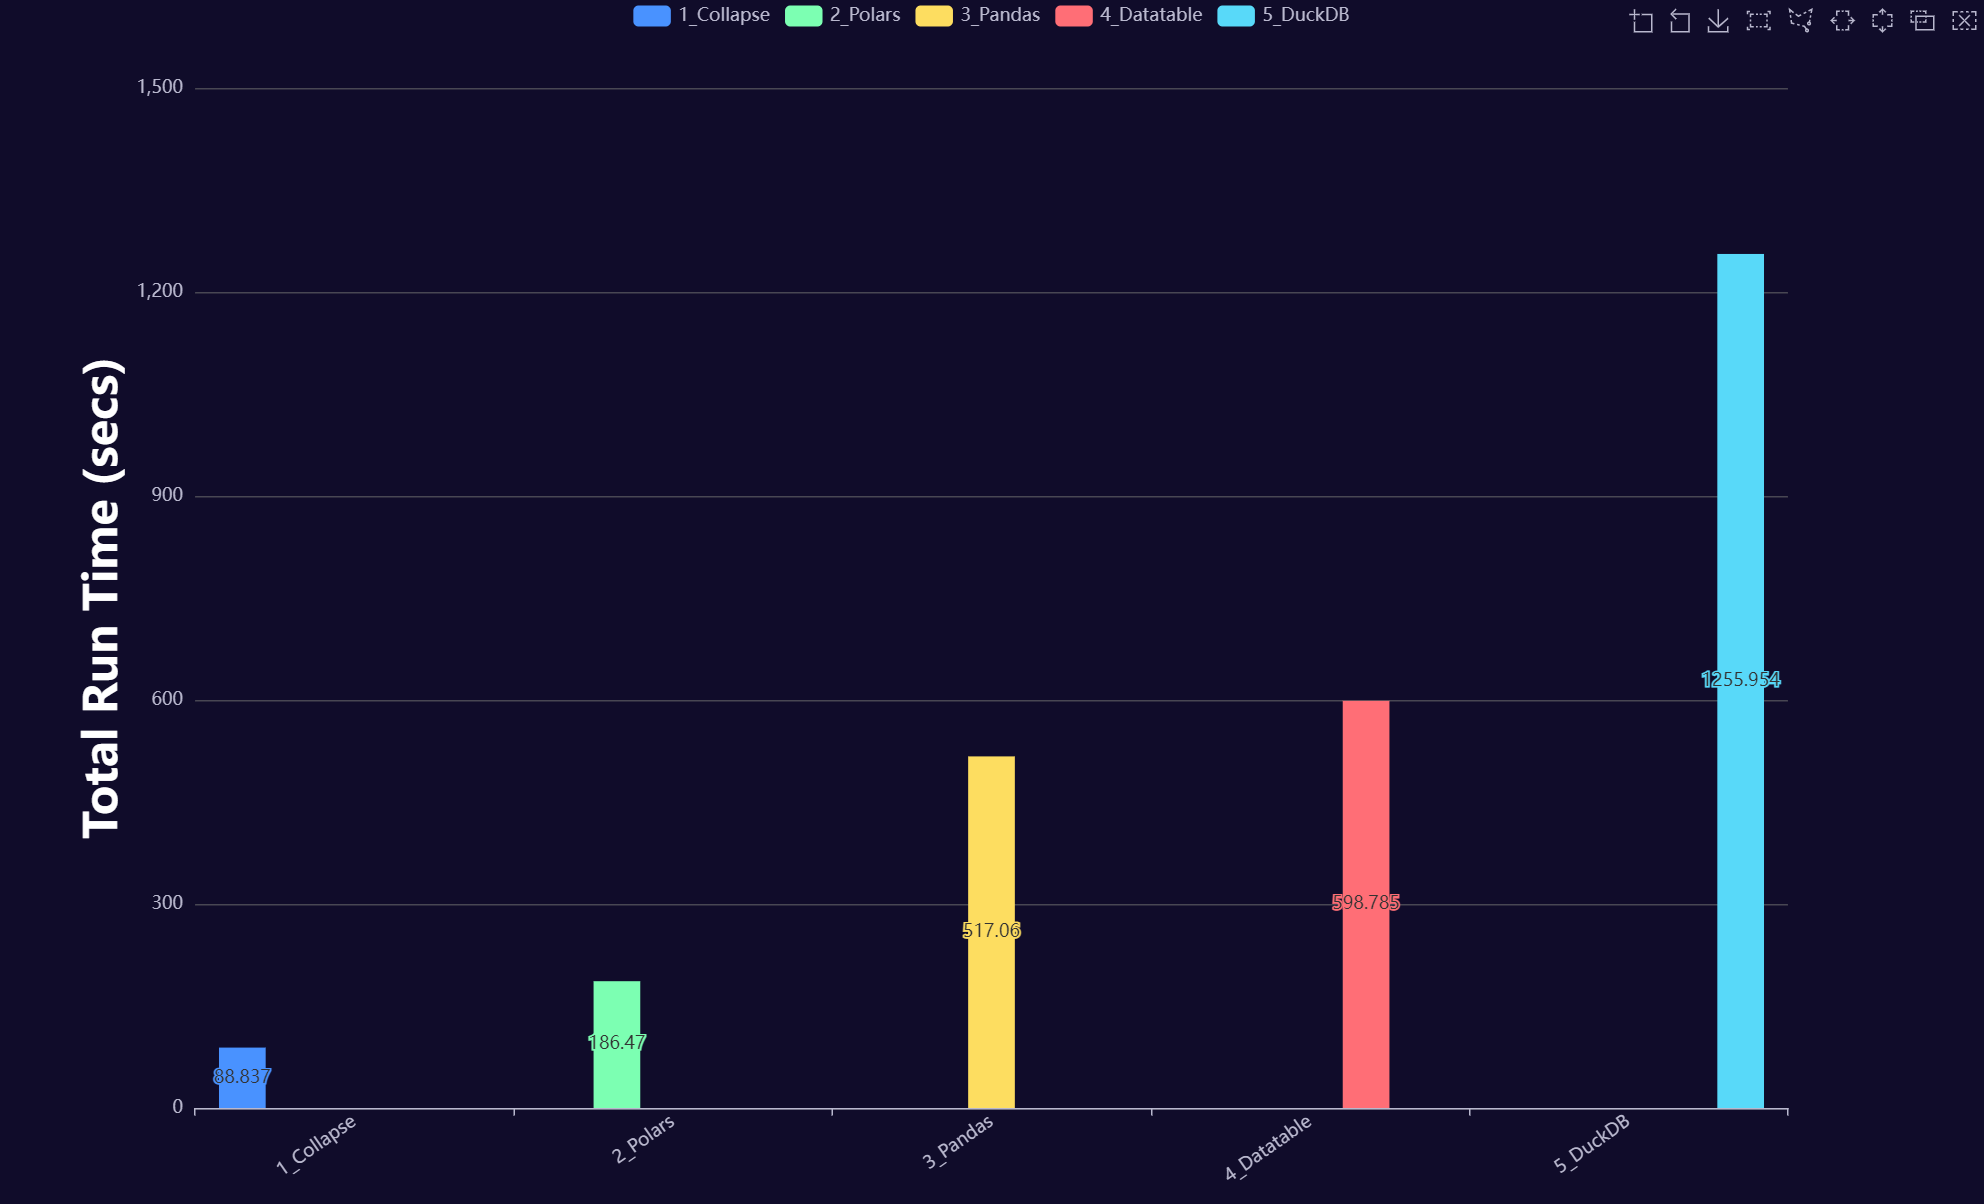 1_Collapse 2_Polars 3_Pandas 4_Datatable 5_DuckDB
Total Run Time (secs)
1,500
1,200
900
600
300
0
88.837
186.47
517.06
598.785
1255.954
1_Collapse
2_Polars
3_Pandas
4_Datatable
5_DuckDB